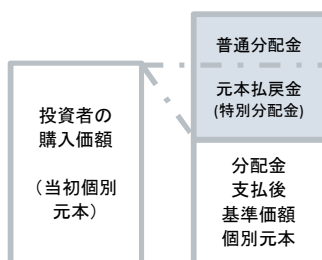 投資者の
購入価額
（当初個別
元本）
普通分配金
元本払戻金
(特別分配金)
分配金
支払後
基準価額
個別元本